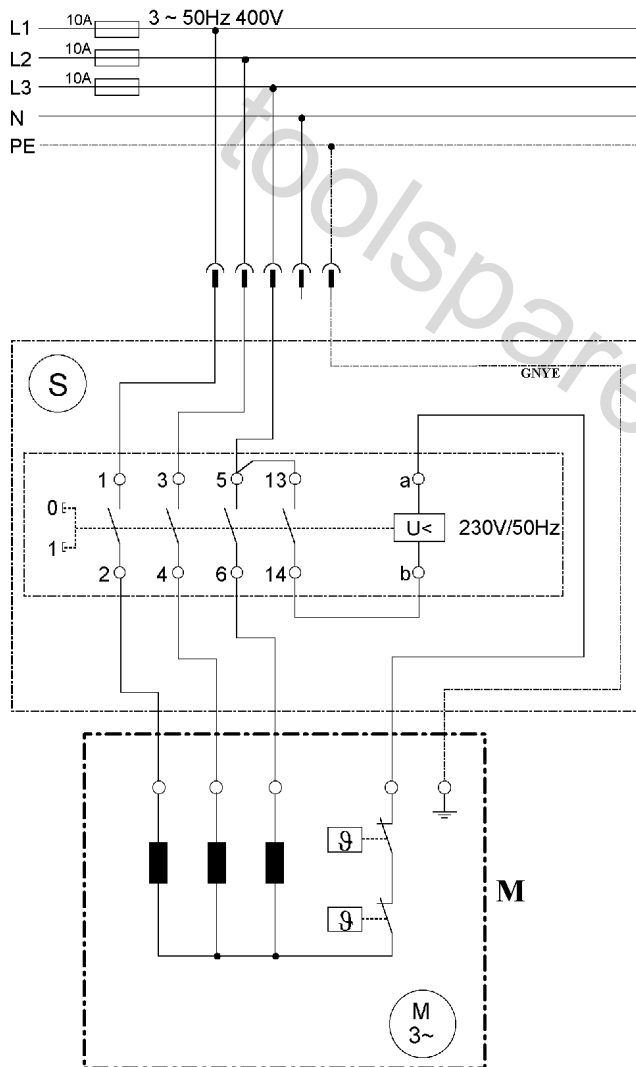 L1 10A 3 ~ 50Hz 400V
L2 10A
L3 10A
N
PE
toolspare
S
GNYE
1 3 5 13 a
0
U< 230V/50Hz
1
2 4 6 14 b
ϑ
M
ϑ
M
3~